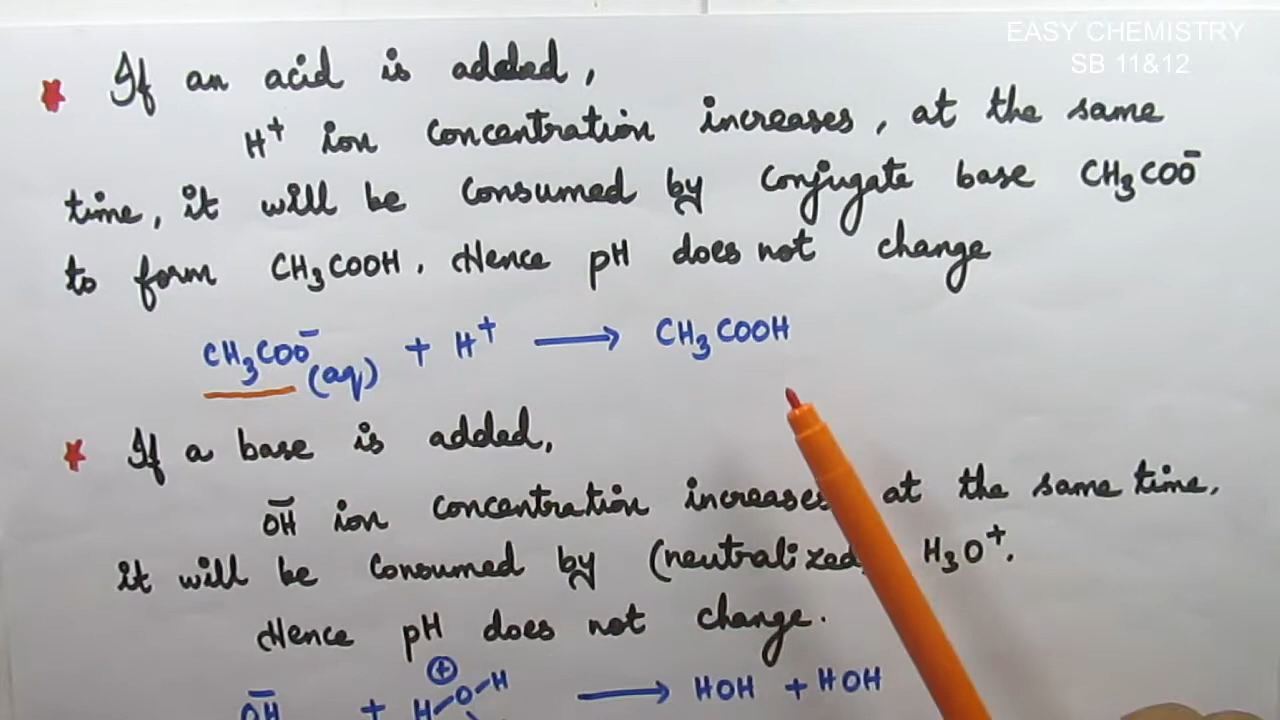 EASY CHEMISTRY
SB 11&12
If an acid is added,
H⁺ ion concentration increases, at the same
time, it will be consumed by conjugate base CH₃COO⁻
to form CH₃COOH. Hence pH does not change
CH₃COO⁻(aq) + H⁺ ⟶ CH₃COOH
If a base is added,
OH⁻ ion concentration increases at the same time,
it will be consumed by (neutralized) H₃O⁺.
Hence pH does not change.
OH⁻ + H-O-H ⊕ ⟶ HOH + HOH